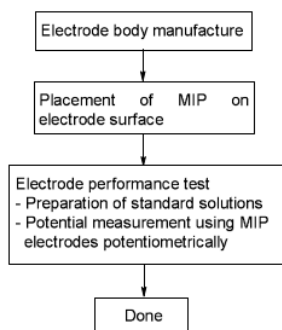 Electrode body manufacture
Placement of MIP on
electrode surface
Electrode performance test
- Preparation of standard solutions
- Potential measurement using MIP
electrodes potentiometrically
Done